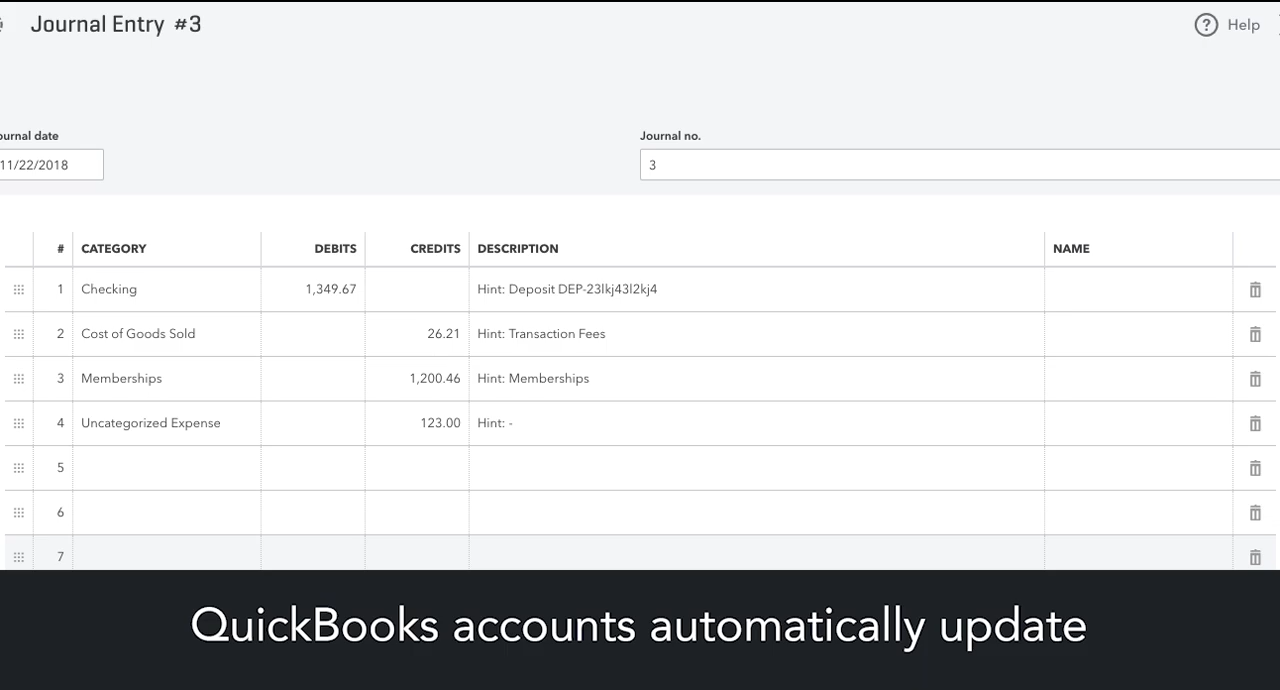 Journal Entry #3
? Help
ournal date
Journal no.
11/22/2018
3
# CATEGORY DEBITS CREDITS DESCRIPTION NAME
1 Checking 1,349.67 Hint: Deposit DEP-23lkj43l2kj4
2 Cost of Goods Sold 26.21 Hint: Transaction Fees
3 Memberships 1,200.46 Hint: Memberships
4 Uncategorized Expense 123.00 Hint: -
5
6
7
QuickBooks accounts automatically update